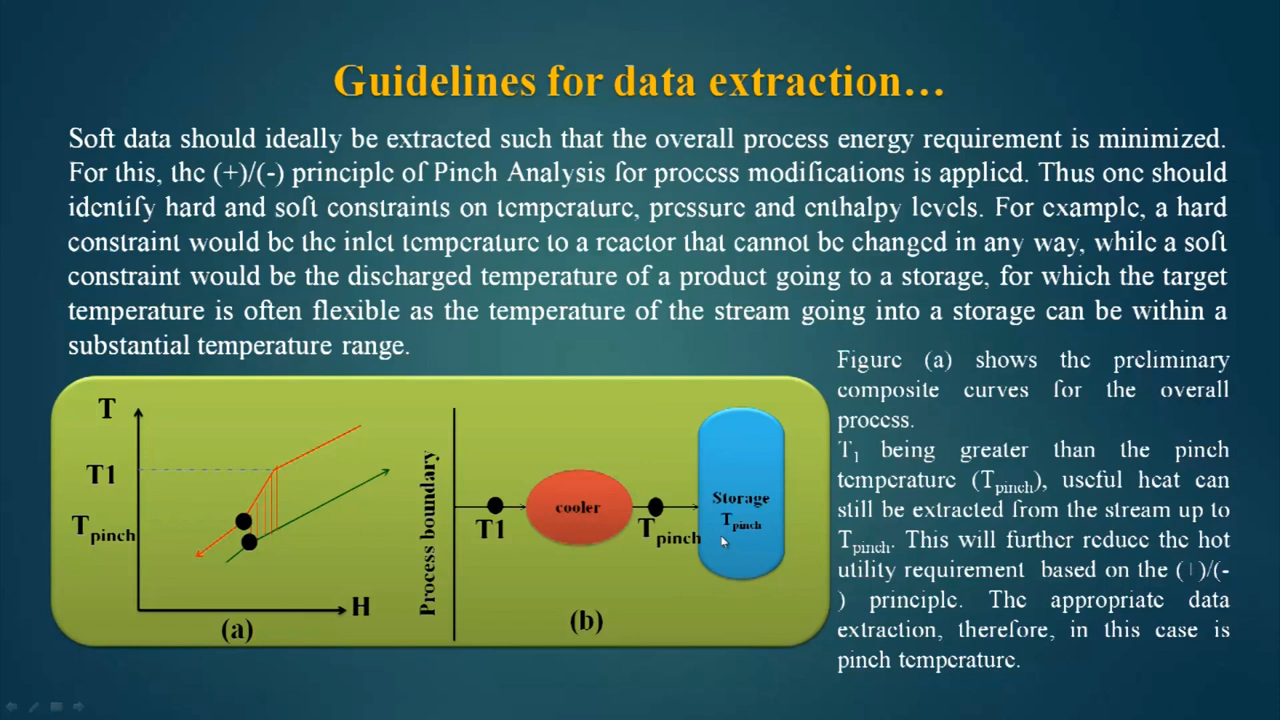 Guidelines for data extraction…
Soft data should ideally be extracted such that the overall process energy requirement is minimized.
For this, the (+)/(-) principle of Pinch Analysis for process modifications is applied. Thus one should
identify hard and soft constraints on temperature, pressure and enthalpy levels. For example, a hard
constraint would be the inlet temperature to a reactor that cannot be changed in any way, while a soft
constraint would be the discharged temperature of a product going to a storage, for which the target
temperature is often flexible as the temperature of the stream going into a storage can be within a
substantial temperature range.
Figure (a) shows the preliminary
composite curves for the overall
process.
T1 being greater than the pinch
temperature (Tpinch), useful heat can
still be extracted from the stream up to
Tpinch. This will further reduce the hot
utility requirement based on the (+)/(-
) principle. The appropriate data
extraction, therefore, in this case is
pinch temperature.
T
T1
Tpinch
H
(a)
Process boundary
T1
cooler
Tpinch
Storage
Tpinch
(b)